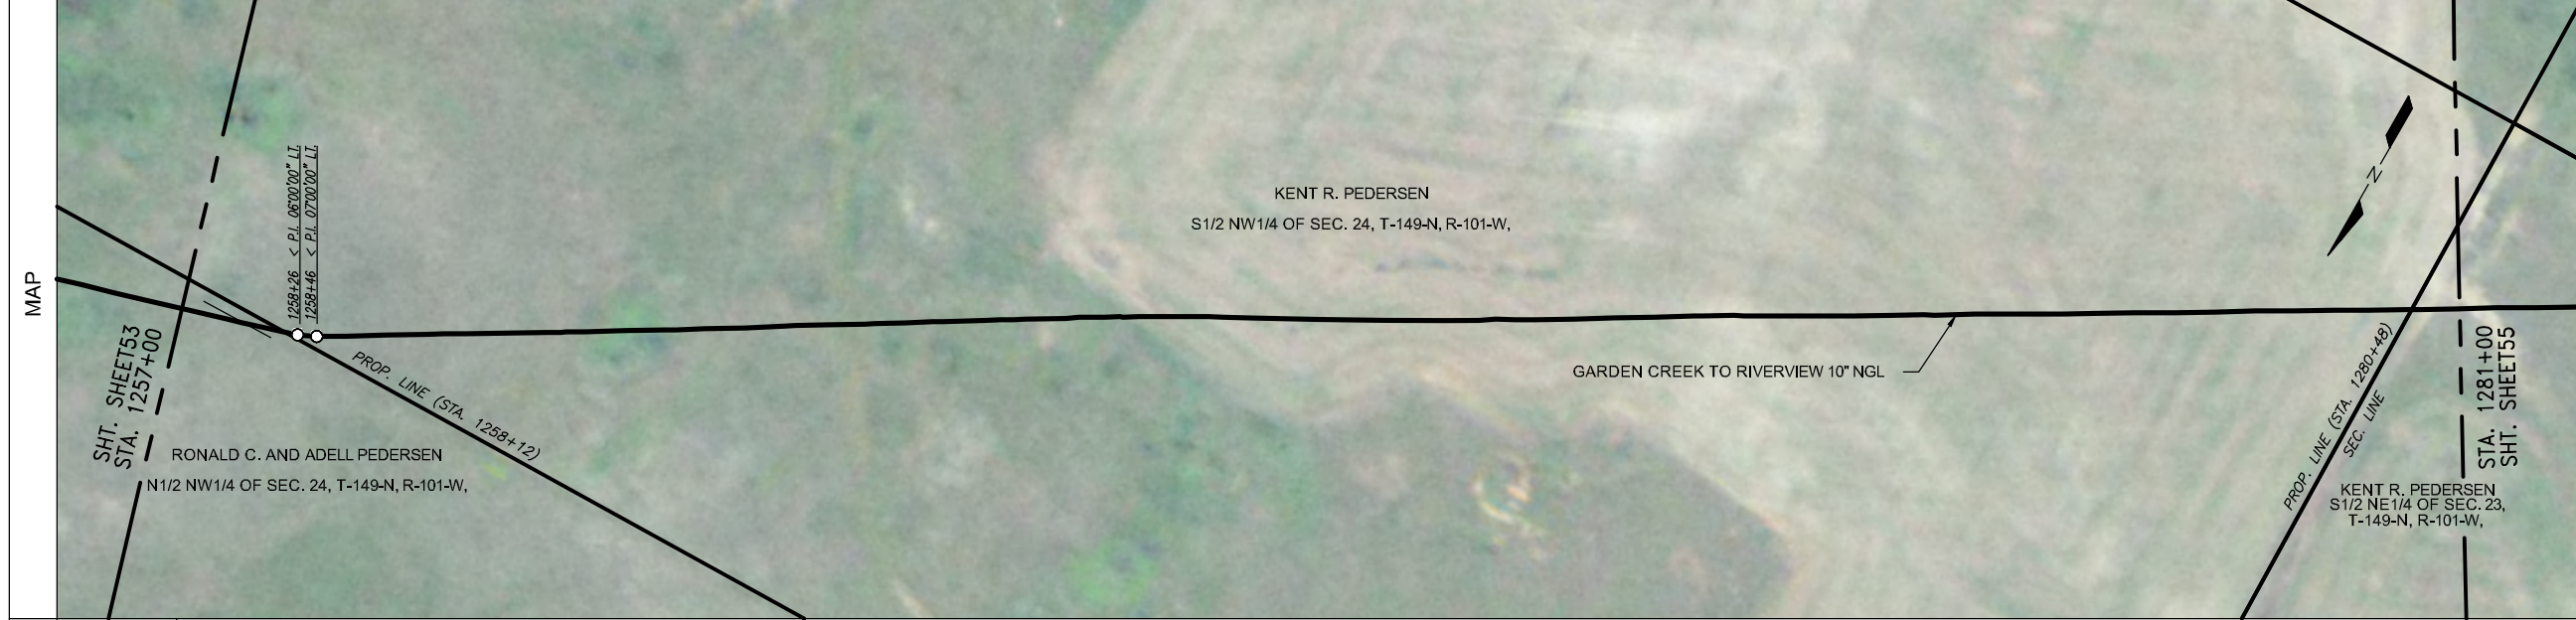 MAP
SHT. SHEET53
STA. 1257+00
1258+26 < P.I. 06°00'00" LT.
1258+46 < P.I. 07°00'00" LT.
PROP. LINE (STA. 1258+12)
RONALD C. AND ADELL PEDERSEN
N1/2 NW1/4 OF SEC. 24, T-149-N, R-101-W,
KENT R. PEDERSEN
S1/2 NW1/4 OF SEC. 24, T-149-N, R-101-W,
GARDEN CREEK TO RIVERVIEW 10" NGL
N
PROP. LINE (STA. 1280+48)
SEC. LINE
STA. 1281+00
SHT. SHEET55
KENT R. PEDERSEN
S1/2 NE1/4 OF SEC. 23,
T-149-N, R-101-W,